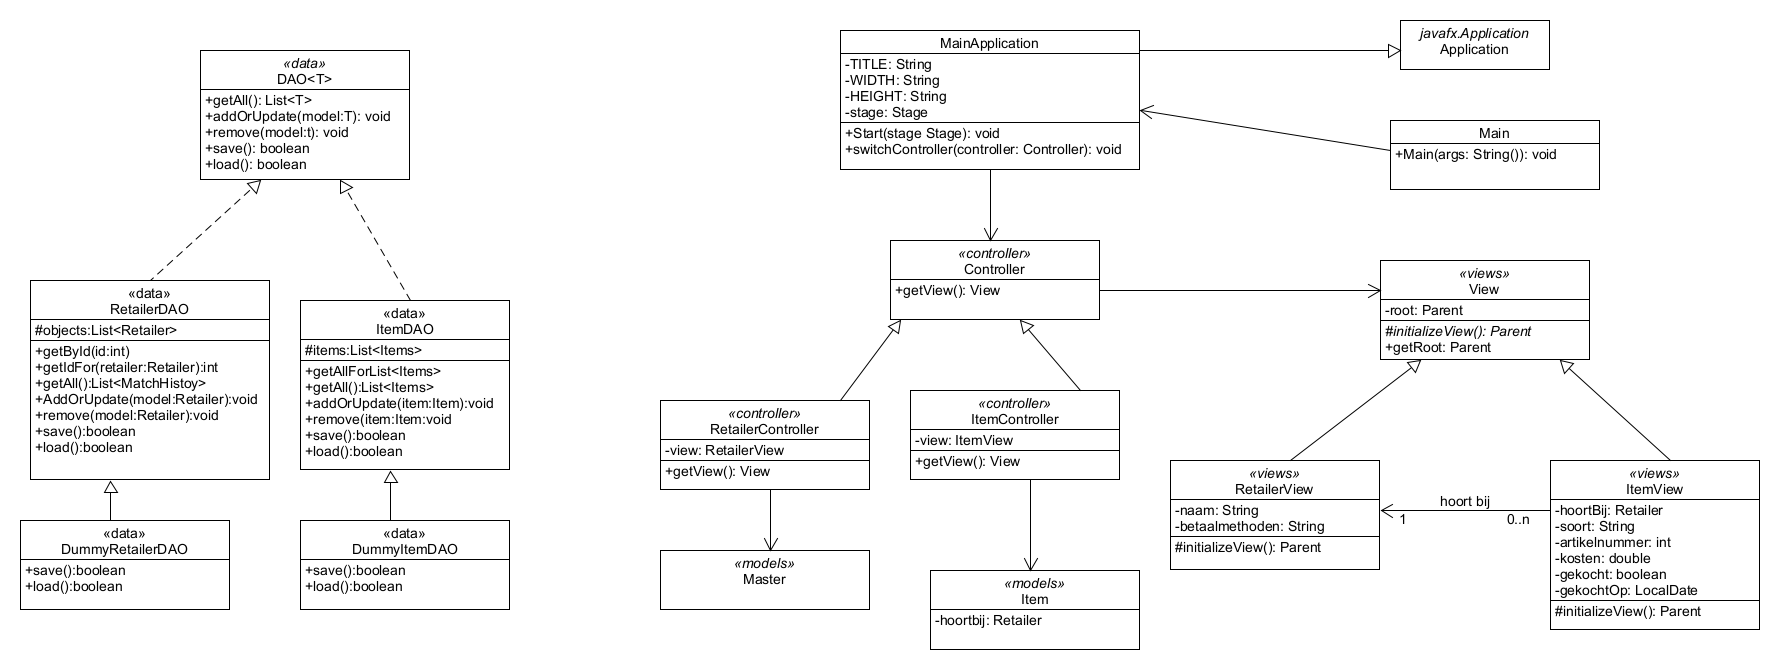 «data»
DAO<T>
+getAll(): List<T>
+addOrUpdate(model:T): void
+remove(model:t): void
+save(): boolean
+load(): boolean
«data»
RetailerDAO
#objects:List<Retailer>
+getById(id:int)
+getIdFor(retailer:Retailer):int
+getAll():List<MatchHistoy>
+AddOrUpdate(model:Retailer):void
+remove(model:Retailer):void
+save():boolean
+load():boolean
«data»
ItemDAO
#items:List<Items>
+getAllForList<Items>
+getAll():List<Items>
+addOrUpdate(item:Item):void
+remove(item:Item:void
+save():boolean
+load():boolean
«data»
DummyRetailerDAO
+save():boolean
+load():boolean
«data»
DummyItemDAO
+save():boolean
+load():boolean
MainApplication
-TITLE: String
-WIDTH: String
-HEIGHT: String
-stage: Stage
+Start(stage Stage): void
+switchController(controller: Controller): void
javafx.Application
Application
Main
+Main(args: String()): void
«controller»
Controller
+getView(): View
«views»
View
-root: Parent
#initializeView(): Parent
+getRoot: Parent
«controller»
RetailerController
-view: RetailerView
+getView(): View
«controller»
ItemController
-view: ItemView
+getView(): View
«models»
Master
«models»
Item
-hoortbij: Retailer
«views»
RetailerView
-naam: String
-betaalmethoden: String
#initializeView(): Parent
hoort bij
1
0..n
«views»
ItemView
-hoortBij: Retailer
-soort: String
-artikelnummer: int
-kosten: double
-gekocht: boolean
-gekochtOp: LocalDate
#initializeView(): Parent